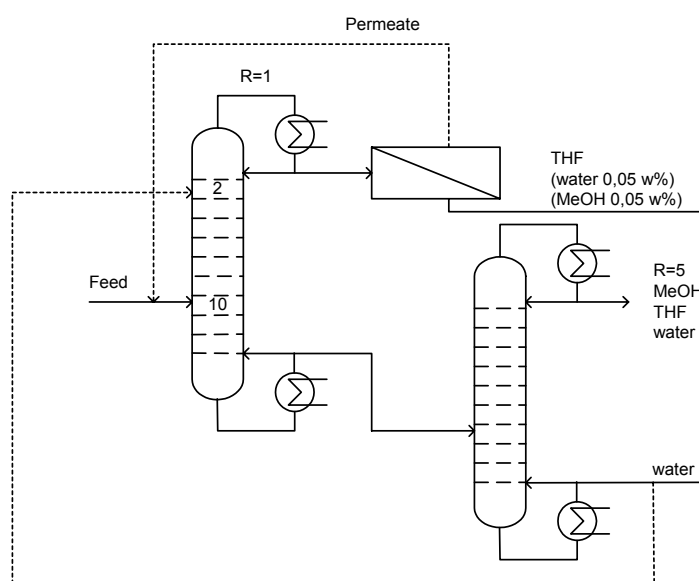 Permeate
R=1
THF
(water 0,05 w%)
(MeOH 0,05 w%)
2
Feed
10
R=5
MeOH
THF
water
water